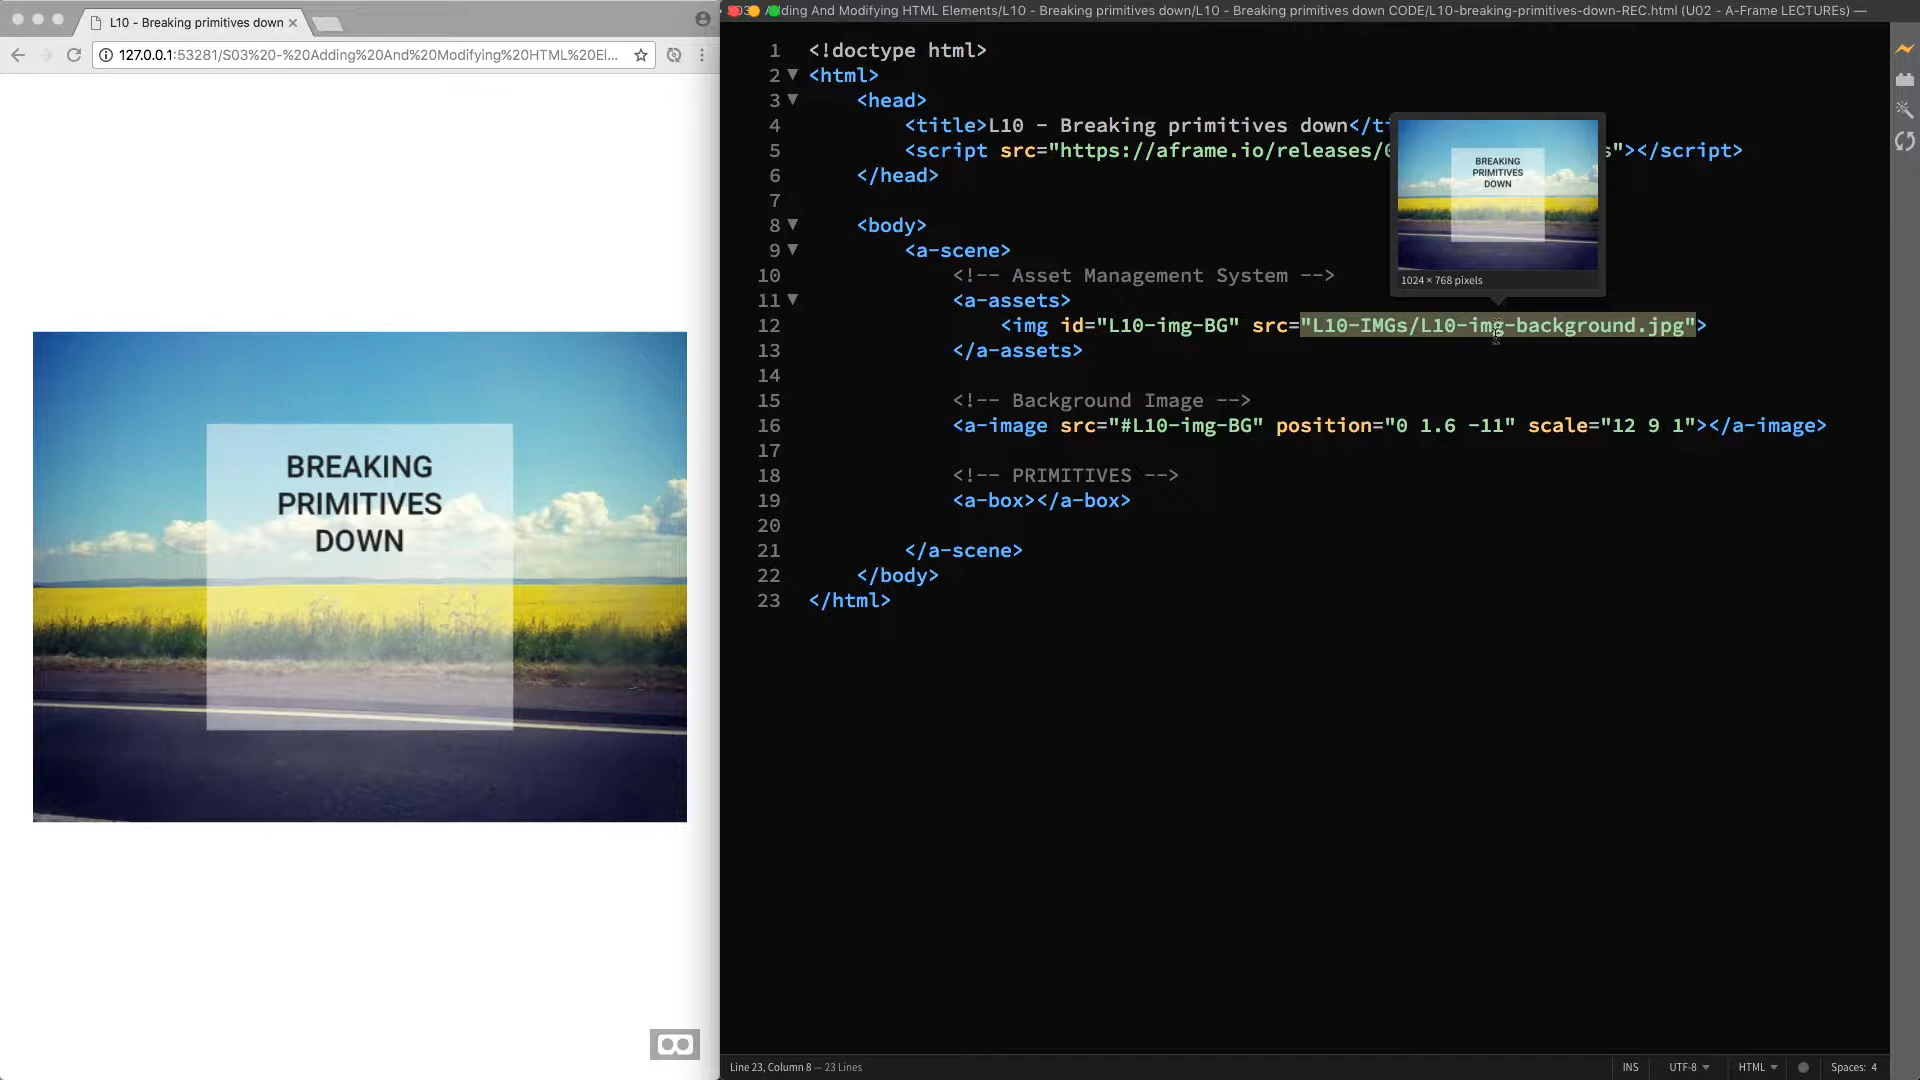 L10 - Breaking primitives down
127.0.0.1:53281/S03%20-%20Adding%20And%20Modifying%20HTML%20El...
BREAKING
PRIMITIVES
DOWN
dding And Modifying HTML Elements/L10 - Breaking primitives down/L10 - Breaking primitives down CODE/L10-breaking-primitives-down-REC.html (U02 - A-Frame LECTUREs) —
1 <!doctype html>
2 <html>
3 <head>
4 <title>L10 - Breaking primitives down</ti
5 <script src="https://aframe.io/releases/0 s"></script>
6 </head>
7
8 <body>
9 <a-scene>
10 <!-- Asset Management System -->
11 <a-assets>
12 <img id="L10-img-BG" src="L10-IMGs/L10-img-background.jpg">
13 </a-assets>
14
15 <!-- Background Image -->
16 <a-image src="#L10-img-BG" position="0 1.6 -11" scale="12 9 1"></a-image>
17
18 <!-- PRIMITIVES -->
19 <a-box></a-box>
20
21 </a-scene>
22 </body>
23 </html>
BREAKING
PRIMITIVES
DOWN
1024 × 768 pixels
Line 23, Column 8 — 23 Lines
INS
UTF-8
HTML
Spaces: 4